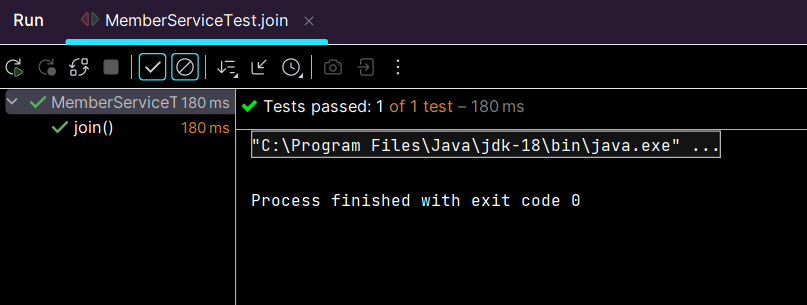 Run MemberServiceTest.join
MemberServiceT 180 ms
join() 180 ms
Tests passed: 1 of 1 test – 180 ms
"C:\Program Files\Java\jdk-18\bin\java.exe" ...
Process finished with exit code 0